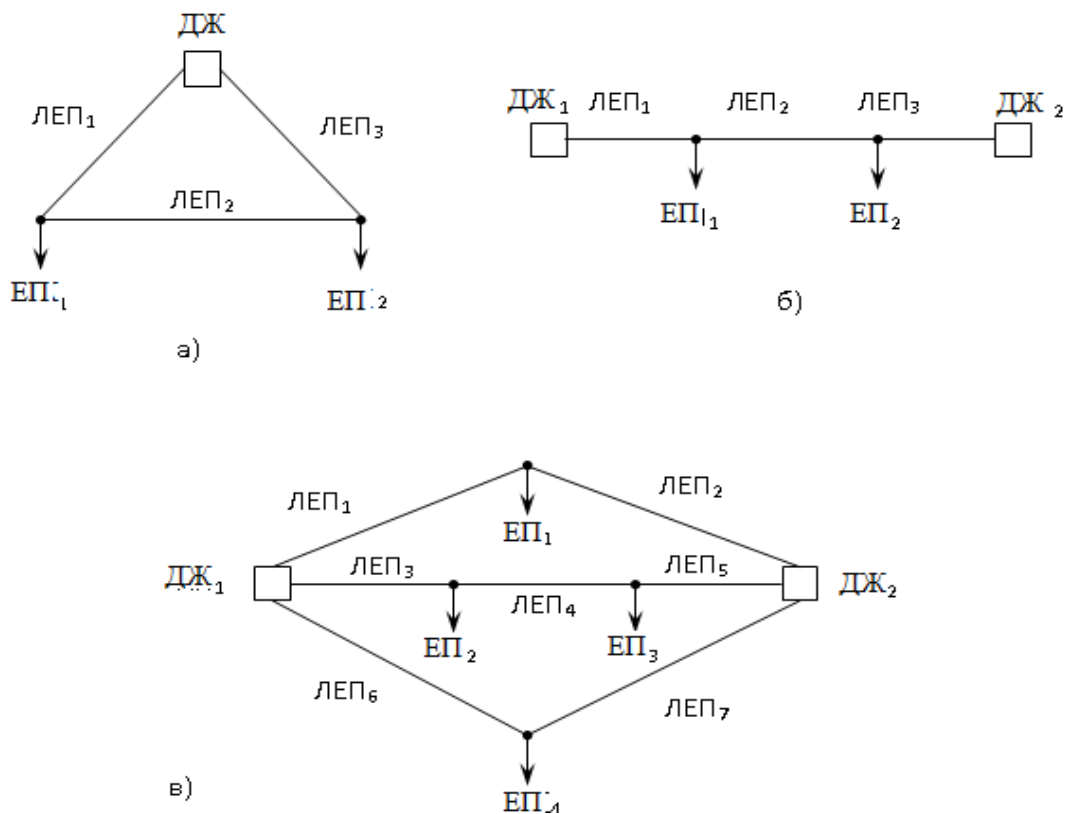 ДЖ
ЛЕП₁
ЛЕП₃
ЛЕП₂
ЕП₁
ЕП₂
а)
ДЖ₁ ЛЕП₁ ЛЕП₂ ЛЕП₃ ДЖ₂
ЕП₁ ЕП₂
б)
ЛЕП₁ ЛЕП₂
ЕП₁
ДЖ₁ ЛЕП₃ ЛЕП₄ ЛЕП₅ ДЖ₂
ЕП₂ ЕП₃
ЛЕП₆ ЛЕП₇
ЕП₄
в)